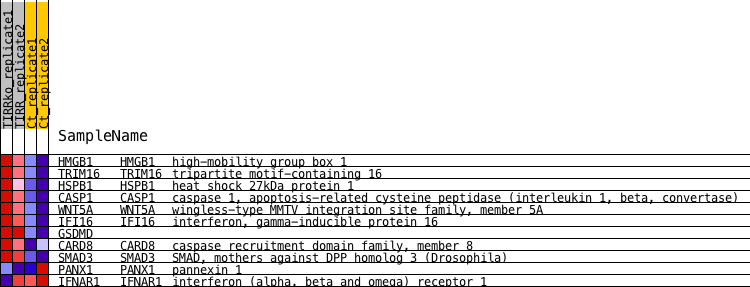 TIRRko_replicate1
TIRR_replicate2
Ct_replicate1
Ct_replicate2
SampleName
HMGB1 HMGB1 high-mobility group box 1
TRIM16 TRIM16 tripartite motif-containing 16
HSPB1 HSPB1 heat shock 27kDa protein 1
CASP1 CASP1 caspase 1, apoptosis-related cysteine peptidase (interleukin 1, beta, convertase)
WNT5A WNT5A wingless-type MMTV integration site family, member 5A
IFI16 IFI16 interferon, gamma-inducible protein 16
GSDMD
CARD8 CARD8 caspase recruitment domain family, member 8
SMAD3 SMAD3 SMAD, mothers against DPP homolog 3 (Drosophila)
PANX1 PANX1 pannexin 1
IFNAR1 IFNAR1 interferon (alpha, beta and omega) receptor 1